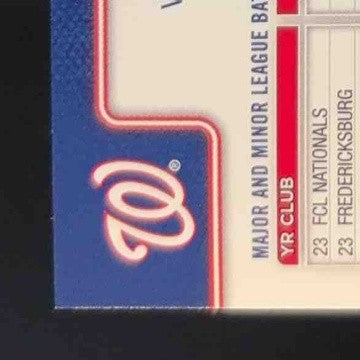 W®
MAJOR AND MINOR LEAGUE BA
YR CLUB
23 FCL NATIONALS
23 FREDERICKSBURG